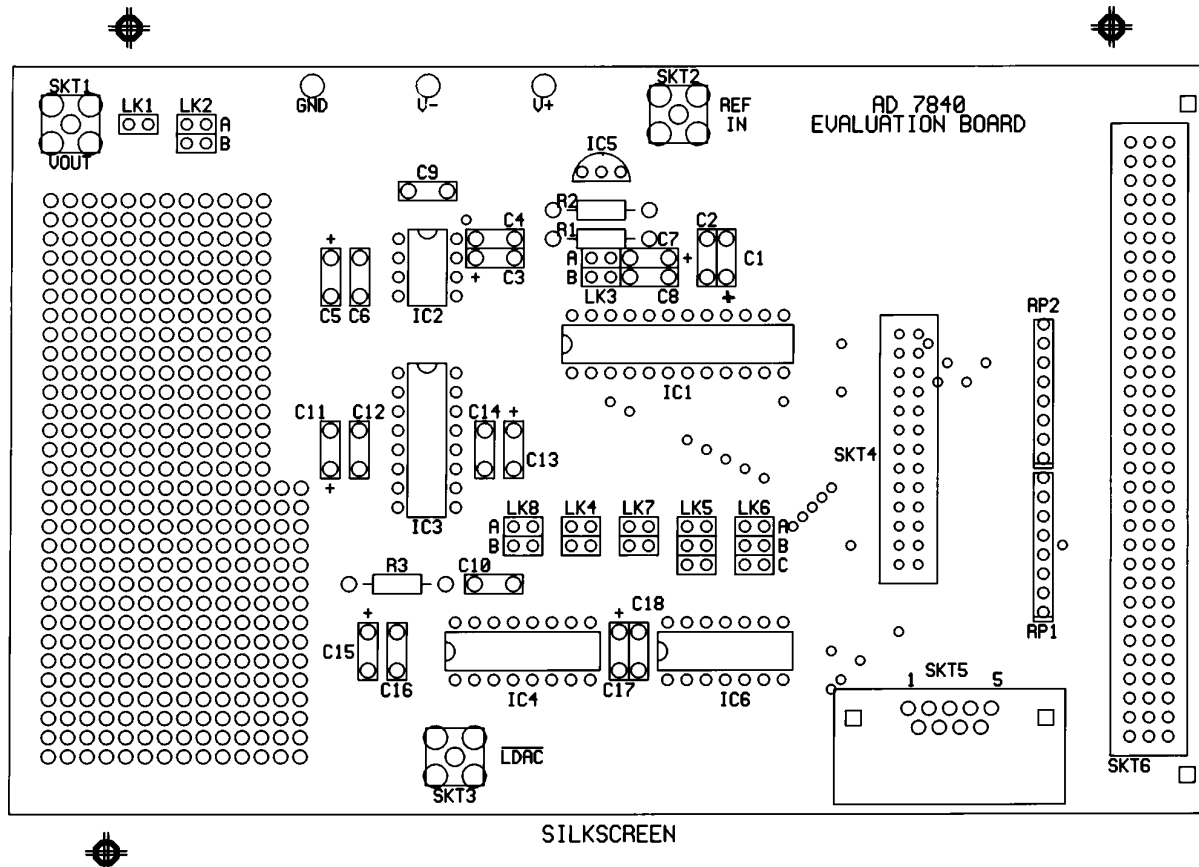 SKT1
LK1
LK2
A
B
VOUT
GND
V-
V+
SKT2
REF
IN
AD 7840
EVALUATION BOARD
IC5
C9
R2
R1
C4
C3
+
+
C5
C6
IC2
A
B
LK3
C7
C8
+
C2
C1
+
IC1
RP2
C11
C12
+
C14
+
C13
IC3
SKT4
LK8
LK4
LK7
LK5
LK6
A
B
A
B
C
R3
C10
+
C15
C16
+
C18
C17
IC4
IC6
RP1
SKT5
1
5
SKT6
LDAC
SKT3
SILKSCREEN